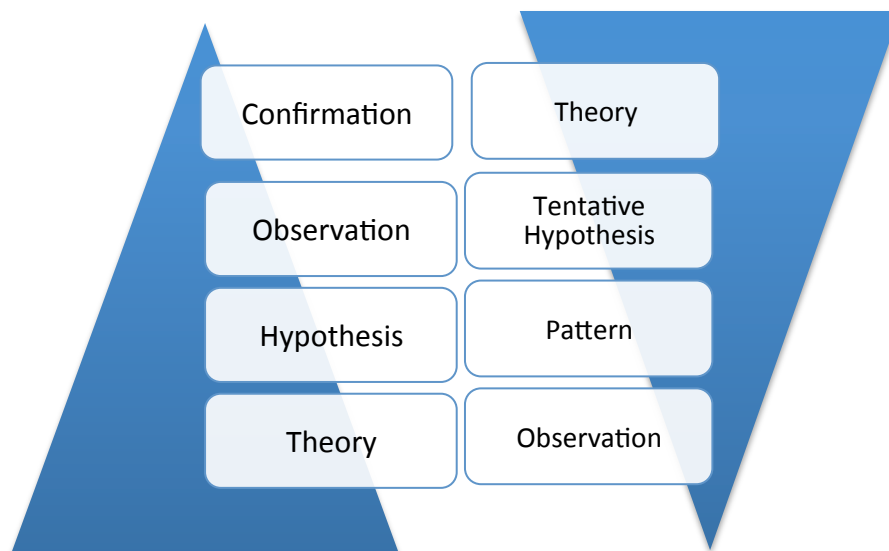 Confirmation
Observation
Hypothesis
Theory
Theory
Tentative
Hypothesis
Pattern
Observation